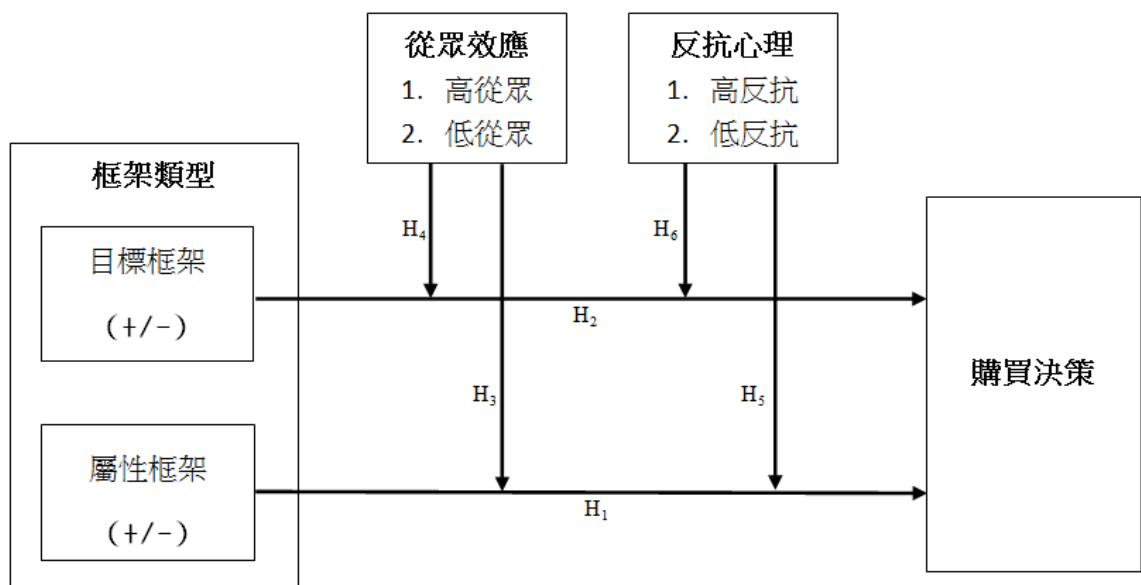 從眾效應
1. 高從眾
2. 低從眾
反抗心理
1. 高反抗
2. 低反抗
框架類型
目標框架
(+/-)
屬性框架
(+/-)
H₄
H₆
H₂
H₃
H₅
H₁
購買決策